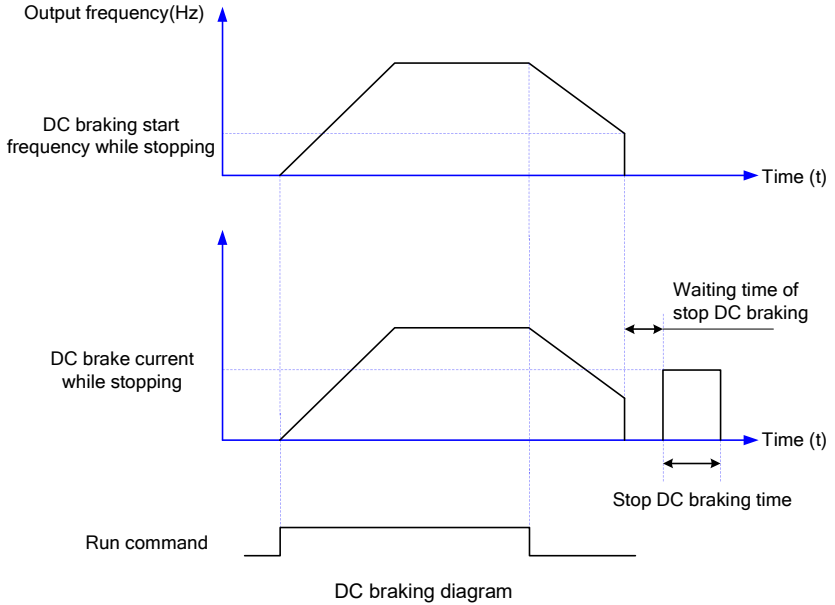 Output frequency(Hz)
DC braking start
frequency while stopping
Time (t)
Waiting time of
stop DC braking
DC brake current
while stopping
Time (t)
Stop DC braking time
Run command
DC braking diagram